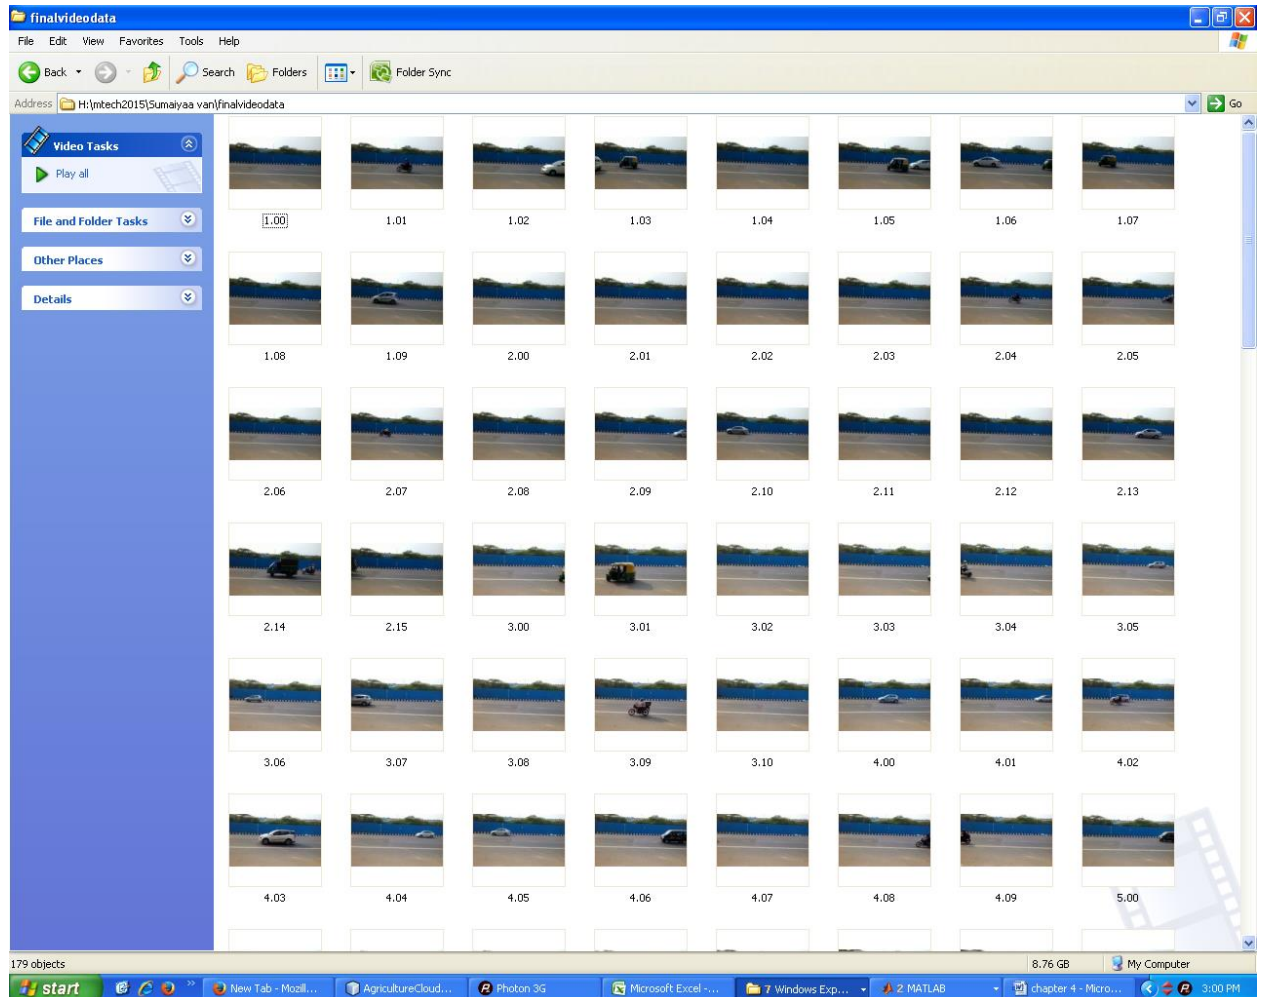 finalvideodata
File Edit View Favorites Tools Help
Back Search Folders Folder Sync
Address H:\mtech2015\Sumaiyaa van\finalvideodata Go
Video Tasks
Play all
File and Folder Tasks
Other Places
Details
1.00 1.01 1.02 1.03 1.04 1.05 1.06 1.07
1.08 1.09 2.00 2.01 2.02 2.03 2.04 2.05
2.06 2.07 2.08 2.09 2.10 2.11 2.12 2.13
2.14 2.15 3.00 3.01 3.02 3.03 3.04 3.05
3.06 3.07 3.08 3.09 3.10 4.00 4.01 4.02
4.03 4.04 4.05 4.06 4.07 4.08 4.09 5.00
179 objects 8.76 GB My Computer
start New Tab - Mozill... AgricultureCloud... Photon 3G Microsoft Excel -... 7 Windows Exp... 2 MATLAB chapter 4 - Micro... 3:00 PM